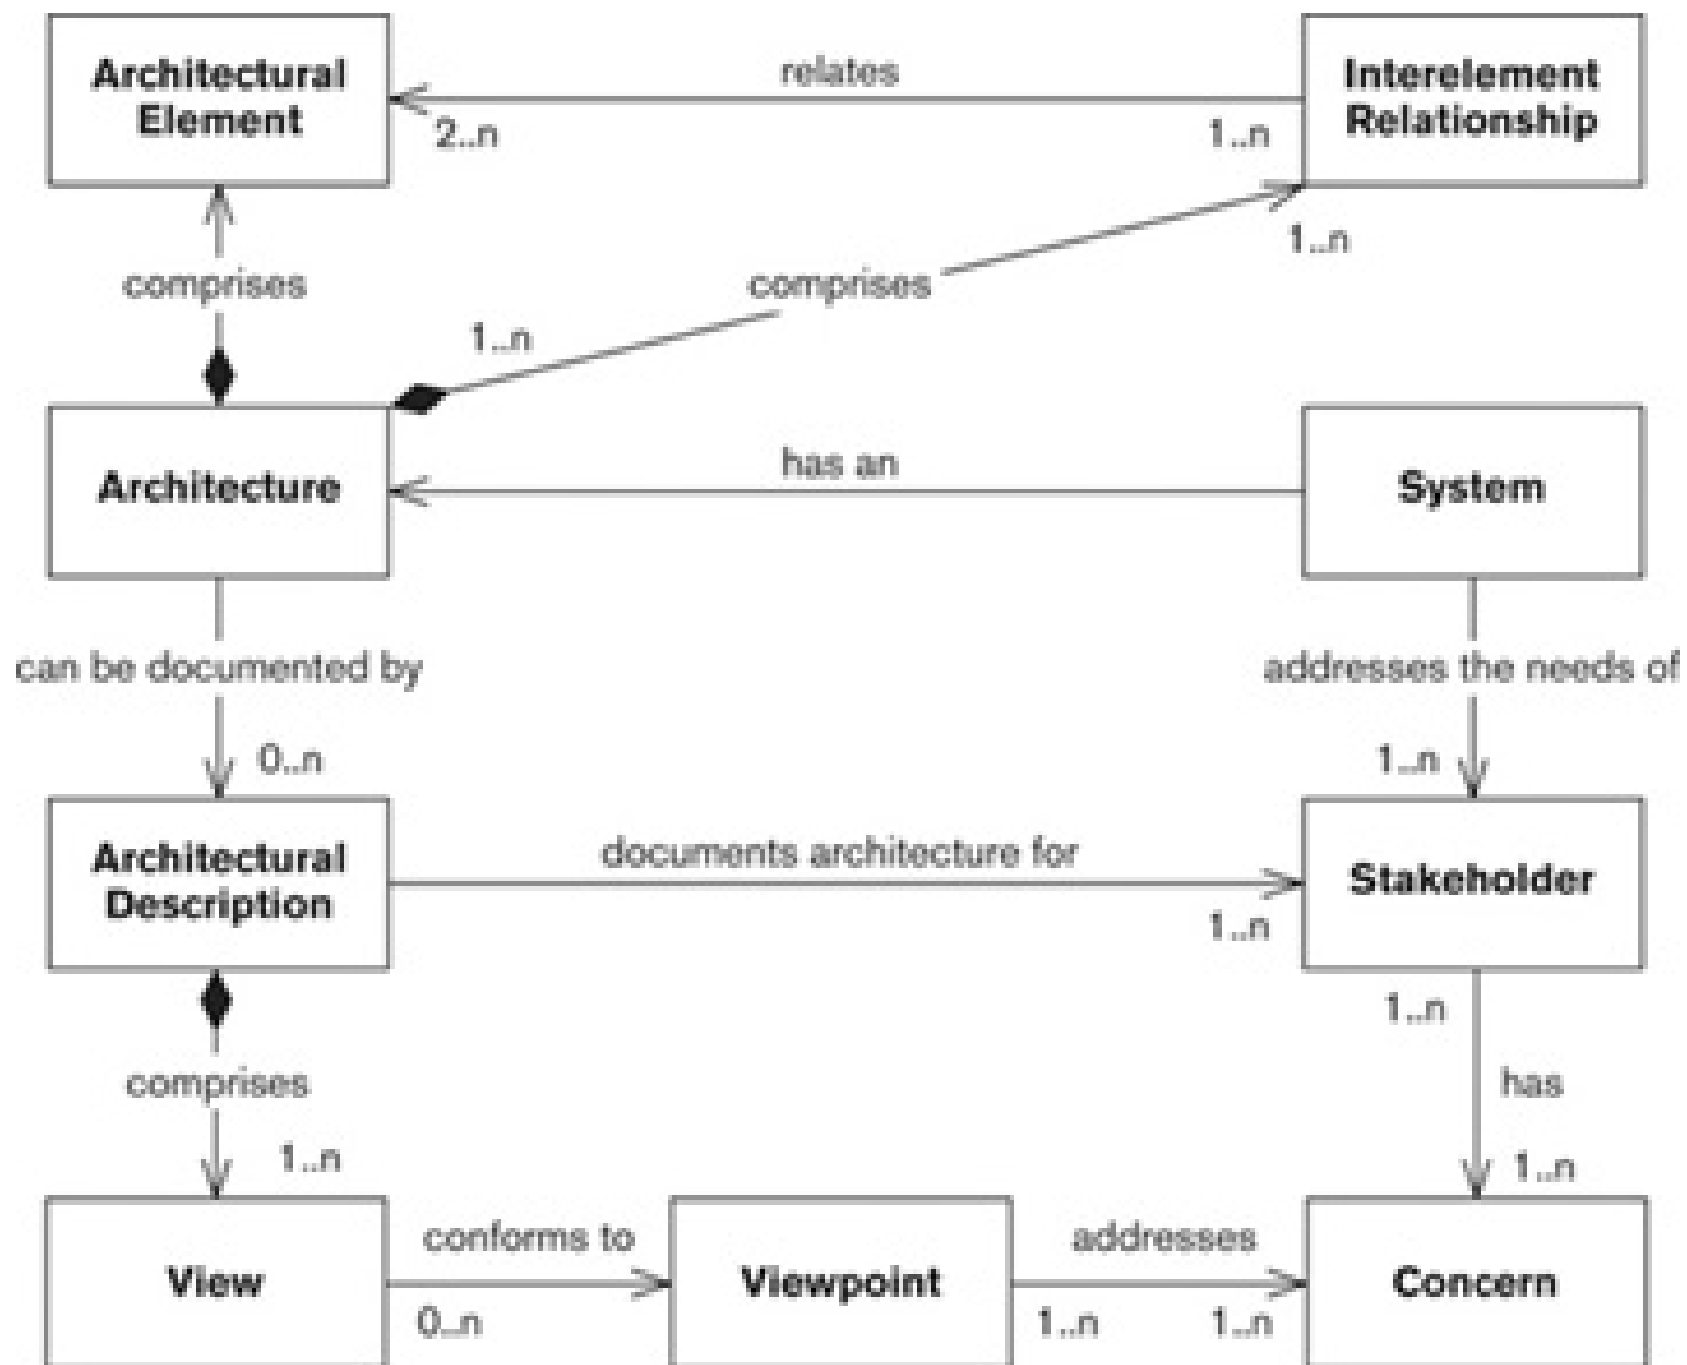 Architectural
Element
relates
2..n
1..n
Interelement
Relationship
comprises
1..n
comprises
1..n
Architecture
has an
System
can be documented by
0..n
addresses the needs of
1..n
Architectural
Description
documents architecture for
1..n
Stakeholder
comprises
1..n
1..n
has
1..n
View
conforms to
0..n
Viewpoint
addresses
1..n
1..n
Concern